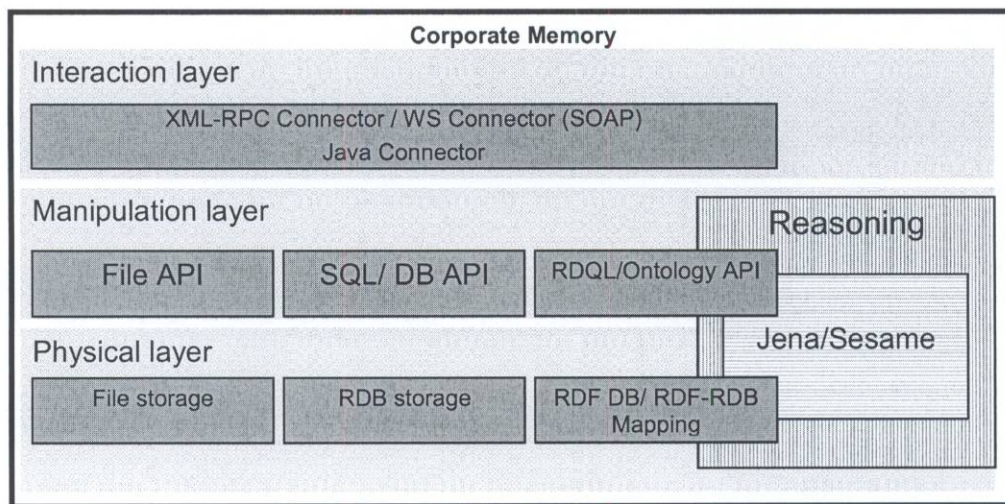 Corporate Memory
Interaction layer
XML-RPC Connector / WS Connector (SOAP)
Java Connector
Manipulation layer
Reasoning
File API
SQL/ DB API
RDQL/Ontology API
Jena/Sesame
Physical layer
File storage
RDB storage
RDF DB/ RDF-RDB
Mapping